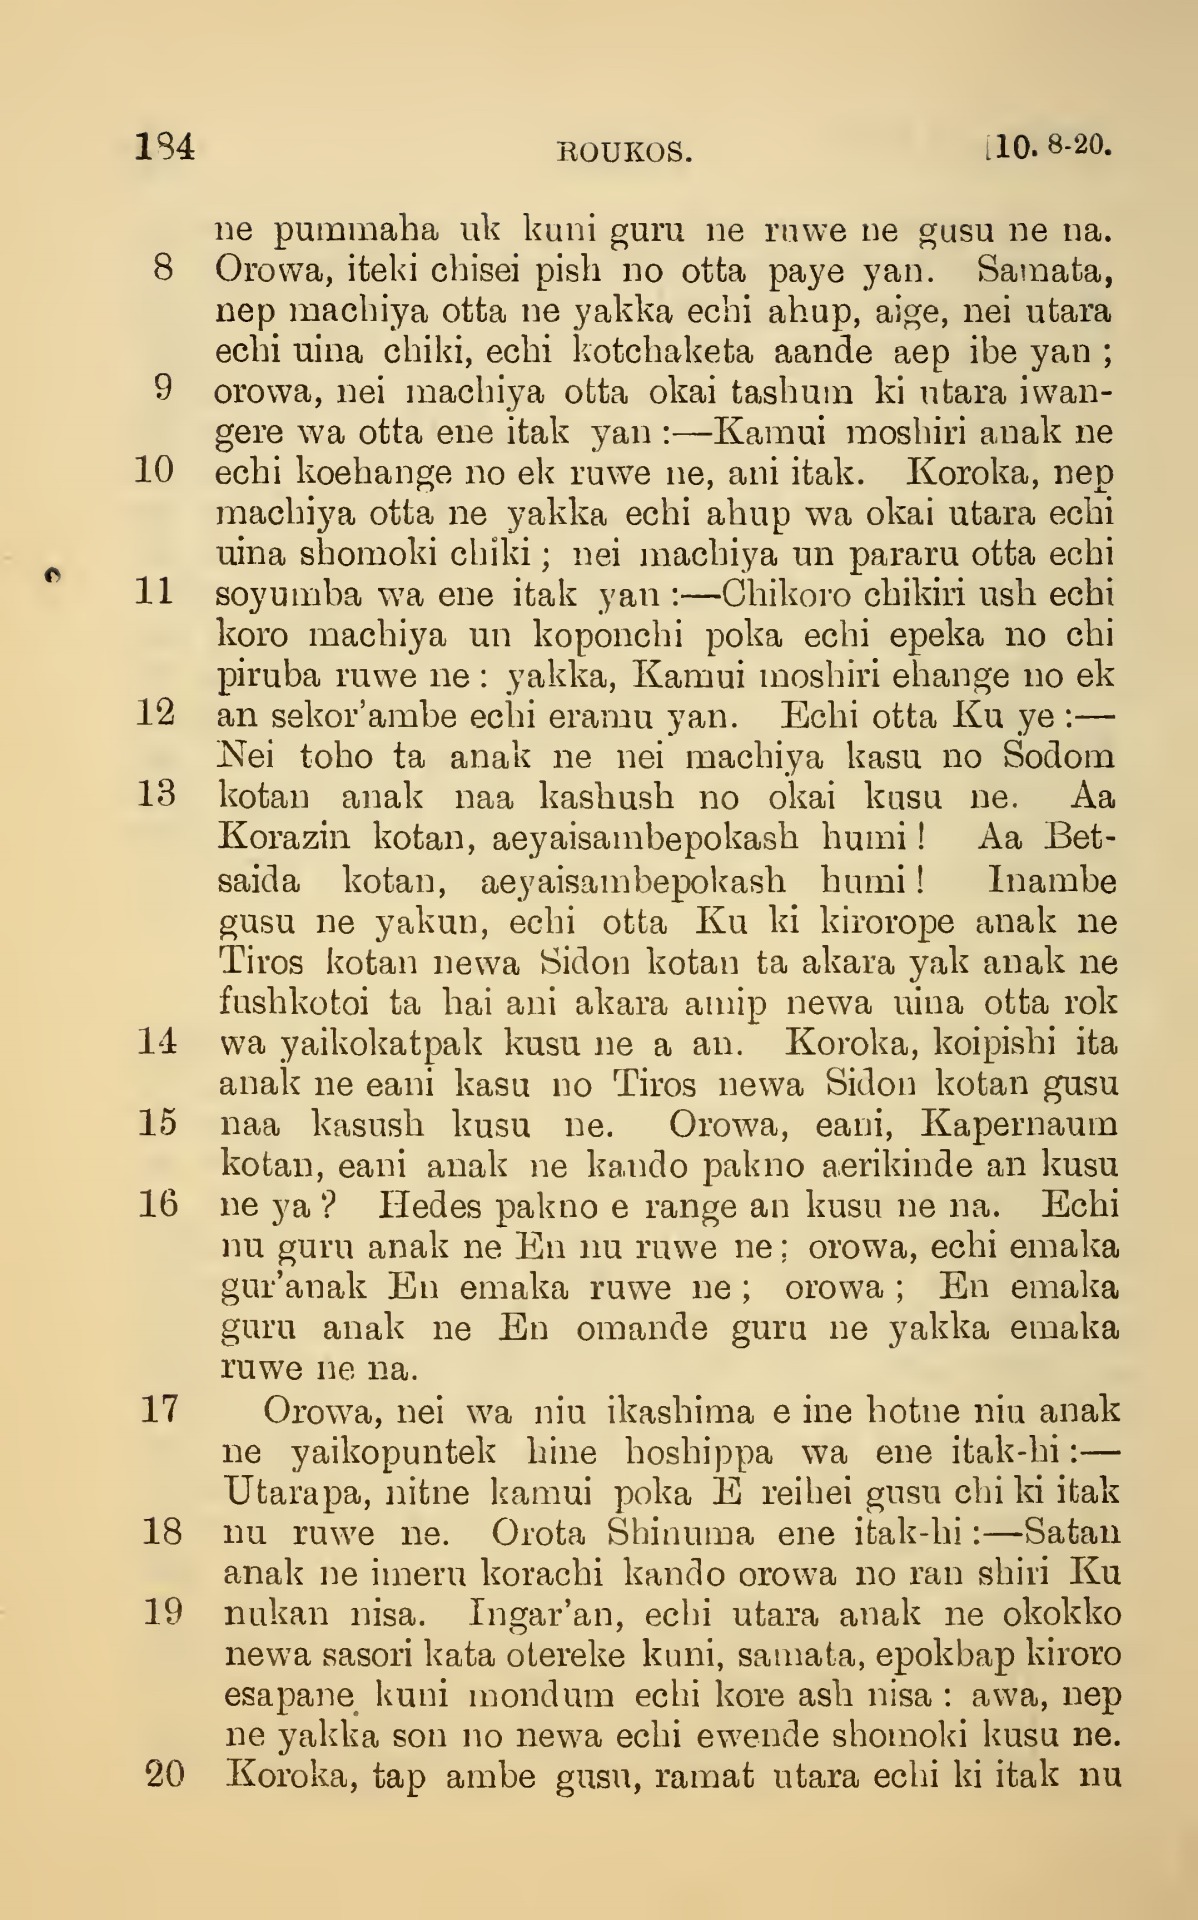 184 ROUKOS. [10. 8-20.
ne pummaha uk kuni guru ne ruwe ne gusu ne na.
8 Orowa, iteki chisei pish no otta paye yan. Samata,
nep machiya otta ne yakka echi ahup, aige, nei utara
echi uina chiki, echi kotchaketa aande aep ibe yan ;
9 orowa, nei machiya otta okai tashum ki utara iwan-
gere wa otta ene itak yan :—Kamui moshiri anak ne
10 echi koehange no ek ruwe ne, ani itak. Koroka, nep
machiya otta ne yakka echi ahup wa okai utara echi
uina shomoki chiki ; nei machiya un pararu otta echi
11 soyumba wa ene itak yan :—Chikoro chikiri ush echi
koro machiya un koponchi poka echi epeka no chi
piruba ruwe ne : yakka, Kamui moshiri ehange no ek
12 an sekor'ambe echi eramu yan. Echi otta Ku ye :—
Nei toho ta anak ne nei machiya kasu no Sodom
13 kotan anak naa kashush no okai kusu ne. Aa
Korazin kotan, aeyaisambepokash humi ! Aa Bet-
saida kotan, aeyaisambepokash humi ! Inambe
gusu ne yakun, echi otta Ku ki kirorope anak ne
Tiros kotan newa Sidon kotan ta akara yak anak ne
fushkotoi ta hai ani akara amip newa uina otta rok
14 wa yaikokatpak kusu ne a an. Koroka, koipishi ita
anak ne eani kasu no Tiros newa Sidon kotan gusu
15 naa kasush kusu ne. Orowa, eani, Kapernaum
kotan, eani anak ne kando pakno aerikinde an kusu
16 ne ya ? Hedes pakno e range an kusu ne na. Echi
nu guru anak ne En nu ruwe ne ; orowa, echi emaka
gur'anak En emaka ruwe ne ; orowa ; En emaka
guru anak ne En omande guru ne yakka emaka
ruwe ne na.
17 Orowa, nei wa niu ikashima e ine hotne niu anak
ne yaikopuntek hine hoshippa wa ene itak-hi :—
Utarapa, nitne kamui poka E reihei gusu chi ki itak
18 nu ruwe ne. Orota Shinuma ene itak-hi :—Satan
anak ne imeru korachi kando orowa no ran shiri Ku
19 nukan nisa. Ingar'an, echi utara anak ne okokko
newa sasori kata otereke kuni, samata, epokbap kiroro
esapane kuni mondum echi kore ash nisa : awa, nep
ne yakka son no newa echi ewende shomoki kusu ne.
20 Koroka, tap ambe gusu, ramat utara echi ki itak nu